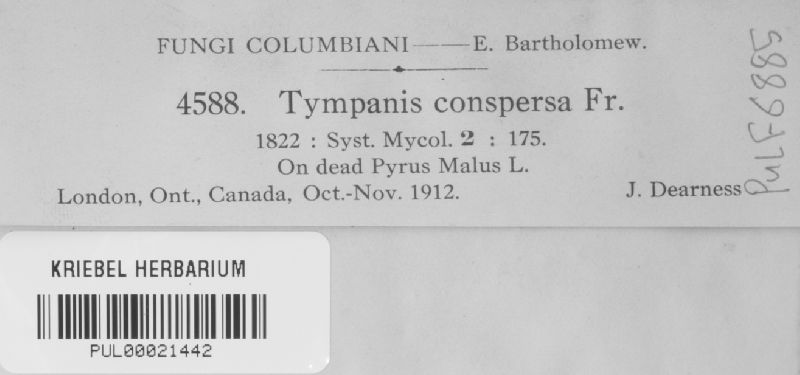 FUNGI COLUMBIANI—— E. Bartholomew.
4588. Tympanis conspersa Fr.
1822 : Syst. Mycol. 2 : 175.
On dead Pyrus Malus L.
London, Ont., Canada, Oct.-Nov. 1912. J. Dearness
PUL F9885
KRIEBEL HERBARIUM
PUL00021442